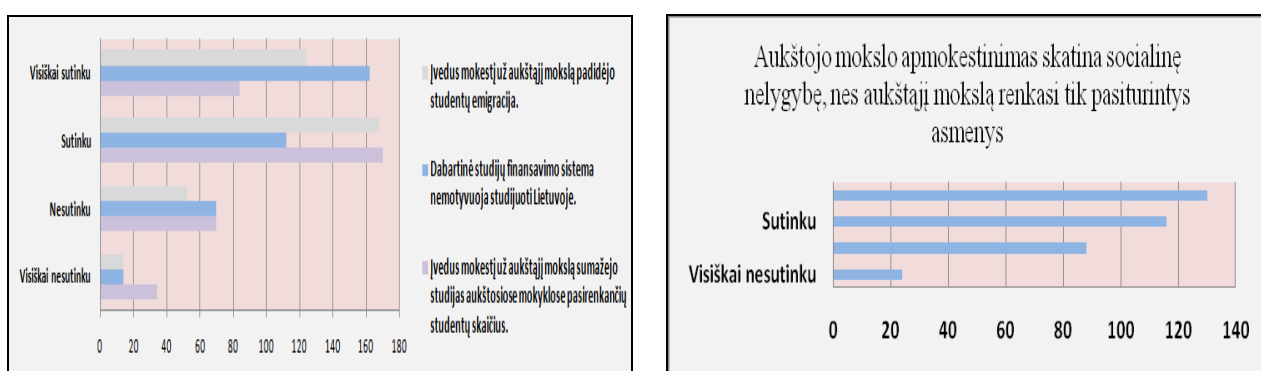 Visiškai sutinku
Sutinku
Nesutinku
Visiškai nesutinku
0 20 40 60 80 100 120 140 160 180
Įvedus mokestį už aukštąjį mokslą padidėjo
studentų emigracija.
Dabartinė studijų finansavimo sistema
nemotyvuoja studijuoti Lietuvoje.
Įvedus mokestį už aukštąjį mokslą sumažėjo
studijas aukštosiose mokyklose pasirenkančių
studentų skaičius.
Aukštojo mokslo apmokestinimas skatina socialinę
nelygybę, nes aukštąjį mokslą renkasi tik pasiturintys
asmenys
Sutinku
Visiškai nesutinku
0 20 40 60 80 100 120 140